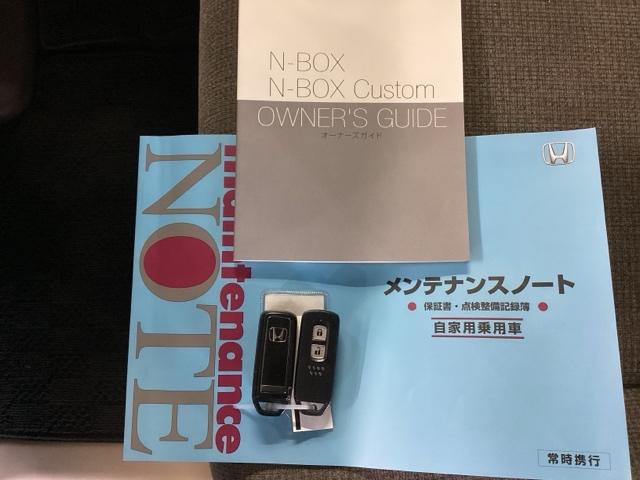 N-BOX
N-BOX Custom
OWNER'S GUIDE
オーナーズガイド
maintenance
NOTE
メンテナンスノート
● 保証書・点検整備記録簿 ●
自家用乗用車
常時携行